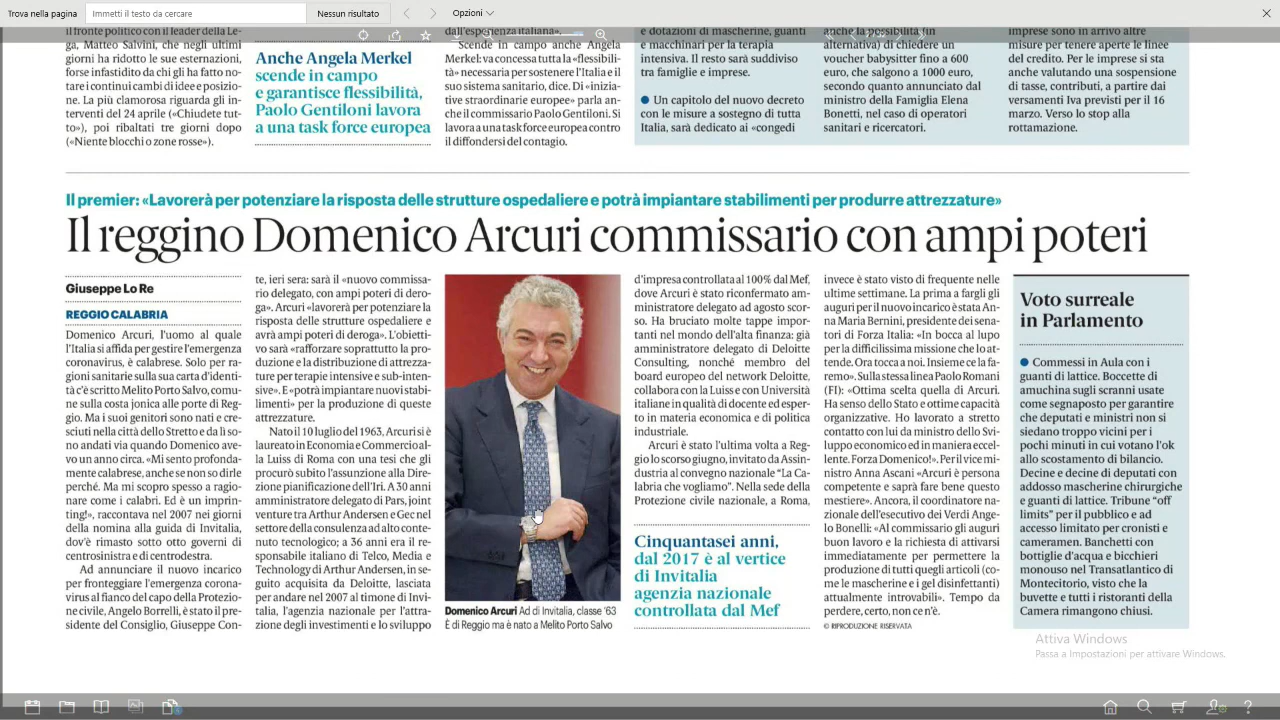 Trova nella pagina
Immetti il testo da cercare
Nessun risultato
Opzioni
il fronte politico con il leader della Le-
ga, Matteo Salvini, che negli ultimi
giorni ha ridotto le sue esternazioni,
forse infastidito da chi gli ha fatto no-
tare i continui cambi di idee e posizio-
ne. La più clamorosa riguarda gli in-
terventi del 24 aprile («Chiudete tut-
to»), poi ribaltati tre giorni dopo
(«Niente blocchi o zone rosse»).
Anche Angela Merkel
scende in campo
e garantisce flessibilità,
Paolo Gentiloni lavora
a una task force europea
dall'esperienza italiana».
Scende in campo anche Angela
Merkel: va concessa tutta la «flessibili-
tà» necessaria per sostenere l'Italia e il
suo sistema sanitario, dice. Di «inizia-
tive straordinarie europee» parla an-
che il commissario Paolo Gentiloni. Si
lavora a una task force europea contro
il diffondersi del contagio.
e dotazioni di mascherine, guanti
e macchinari per la terapia
intensiva. Il resto sarà suddiviso
tra famiglie e imprese.
● Un capitolo del nuovo decreto
con le misure a sostegno di tutta
Italia, sarà dedicato ai «congedi
anche la possibilità (in
alternativa) di chiedere un
voucher babysitter fino a 600
euro, che salgono a 1000 euro,
secondo quanto annunciato dal
ministro della Famiglia Elena
Bonetti, nel caso di operatori
sanitari e ricercatori.
imprese sono in arrivo altre
misure per tenere aperte le linee
del credito. Per le imprese si sta
anche valutando una sospensione
di tasse, contributi, a partire dai
versamenti Iva previsti per il 16
marzo. Verso lo stop alla
rottamazione.
Il premier: «Lavorerà per potenziare la risposta delle strutture ospedaliere e potrà impiantare stabilimenti per produrre attrezzature»
Il reggino Domenico Arcuri commissario con ampi poteri
Giuseppe Lo Re
REGGIO CALABRIA
Domenico Arcuri, l'uomo al quale
l'Italia si affida per gestire l'emergenza
coronavirus, è calabrese. Solo per ra-
gioni sanitarie sulla sua carta d'identi-
tà c'è scritto Melito Porto Salvo, comu-
ne sulla costa jonica alle porte di Reg-
gio. Ma i suoi genitori sono nati e cre-
sciuti nella città dello Stretto e da lì so-
no andati via quando Domenico ave-
va un anno circa. «Mi sento profonda-
mente calabrese, anche se non so dirle
perché. Ma mi scopro spesso a ragio-
nare come i calabri. Ed è un imprin-
ting!», raccontava nel 2007 nei giorni
della nomina alla guida di Invitalia,
dov'è rimasto sotto otto governi di
centrosinistra e di centrodestra.
Ad annunciare il nuovo incarico
per fronteggiare l'emergenza corona-
virus al fianco del capo della Protezio-
ne civile, Angelo Borrelli, è stato il pre-
sidente del Consiglio, Giuseppe Con-
te, ieri sera: sarà il «nuovo commissa-
rio delegato, con ampi poteri di dero-
ga». Arcuri «lavorerà per potenziare la
risposta delle strutture ospedaliere e
avrà ampi poteri di deroga». L'obietti-
vo sarà «rafforzare soprattutto la pro-
duzione e la distribuzione di attrezza-
ture per terapie intensive e sub-inten-
sive». E «potrà impiantare nuovi stabi-
limenti» per la produzione di queste
attrezzature.
Nato il 10 luglio del 1963, Arcuri si è
laureato in Economia e Commercio al-
la Luiss di Roma con una tesi che gli
procurò subito l'assunzione alla Dire-
zione pianificazione dell'Iri. A 30 anni
amministratore delegato di Pars, joint
venture tra Arthur Andersen e Gec nel
settore della consulenza ad alto conte-
nuto tecnologico; a 36 anni era il re-
sponsabile italiano di Telco, Media e
Technology di Arthur Andersen, in se-
guito acquisita da Deloitte, lasciata
per andare nel 2007 al timone di Invi-
talia, l'agenzia nazionale per l'attra-
zione degli investimenti e lo sviluppo
Domenico Arcuri Ad di Invitalia, classe '63
È di Reggio ma è nato a Melito Porto Salvo
d'impresa controllata al 100% dal Mef,
dove Arcuri è stato riconfermato am-
ministratore delegato ad agosto scor-
so. Ha bruciato molte tappe impor-
tanti nel mondo dell'alta finanza: già
amministratore delegato di Deloitte
Consulting, nonché membro del
board europeo del network Deloitte,
collabora con la Luiss e con Università
italiane in qualità di docente ed esper-
to in materia economica e di politica
industriale.
Arcuri è stato l'ultima volta a Reg-
gio lo scorso giugno, invitato da Assin-
dustria al convegno nazionale “La Ca-
labria che vogliamo”. Nella sede della
Protezione civile nazionale, a Roma,
Cinquantasei anni,
dal 2017 è al vertice
di Invitalia
agenzia nazionale
controllata dal Mef
invece è stato visto di frequente nelle
ultime settimane. La prima a fargli gli
auguri per il nuovo incarico è stata An-
na Maria Bernini, presidente dei sena-
tori di Forza Italia: «In bocca al lupo
per la difficilissima missione che lo at-
tende. Ora tocca a noi. Insieme ce la fa-
remo». Sulla stessa linea Paolo Romani
(FI): «Ottima scelta quella di Arcuri.
Ha senso dello Stato e ottime capacità
organizzative. Ho lavorato a stretto
contatto con lui da ministro dello Svi-
luppo economico ed in maniera eccel-
lente. Forza Domenico!». Per il vice mi-
nistro Anna Ascani «Arcuri è persona
competente e saprà fare bene questo
mestiere». Ancora, il coordinatore na-
zionale dell'esecutivo dei Verdi Ange-
lo Bonelli: «Al commissario gli auguri
buon lavoro e la richiesta di attivarsi
immediatamente per permettere la
produzione di tutti quegli articoli (co-
me le mascherine e i gel disinfettanti)
attualmente introvabili». Tempo da
perdere, certo, non ce n'è.
© RIPRODUZIONE RISERVATA
Voto surreale
in Parlamento
● Commessi in Aula con i
guanti di lattice. Boccette di
amuchina sugli scranni usate
come segnaposto per garantire
che deputati e ministri non si
siedano troppo vicini per i
pochi minuti in cui votano l'ok
allo scostamento di bilancio.
Decine e decine di deputati con
addosso mascherine chirurgiche
e guanti di lattice. Tribune “off
limits” per il pubblico e ad
accesso limitato per cronisti e
cameramen. Banchetti con
bottiglie d'acqua e bicchieri
monouso nel Transatlantico di
Montecitorio, visto che la
buvette e tutti i ristoranti della
Camera rimangono chiusi.
Attiva Windows
Passa a Impostazioni per attivare Windows.